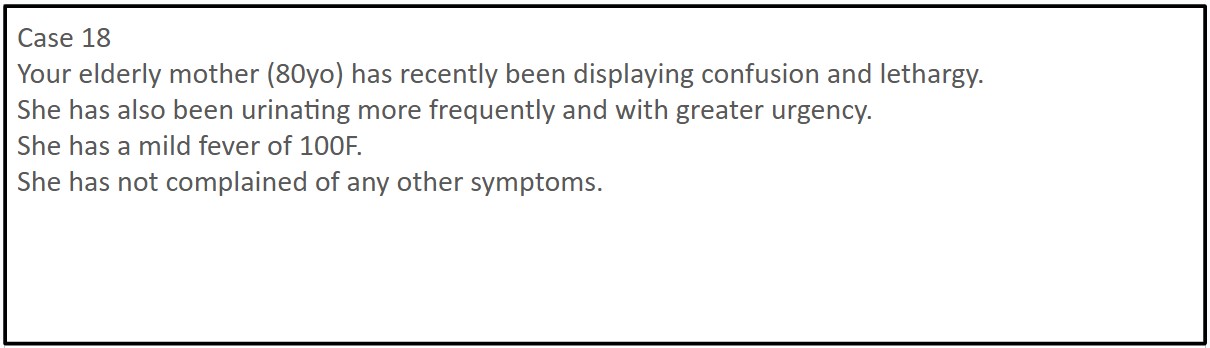 Case 18
Your elderly mother (80yo) has recently been displaying confusion and lethargy.
She has also been urinating more frequently and with greater urgency.
She has a mild fever of 100F.
She has not complained of any other symptoms.